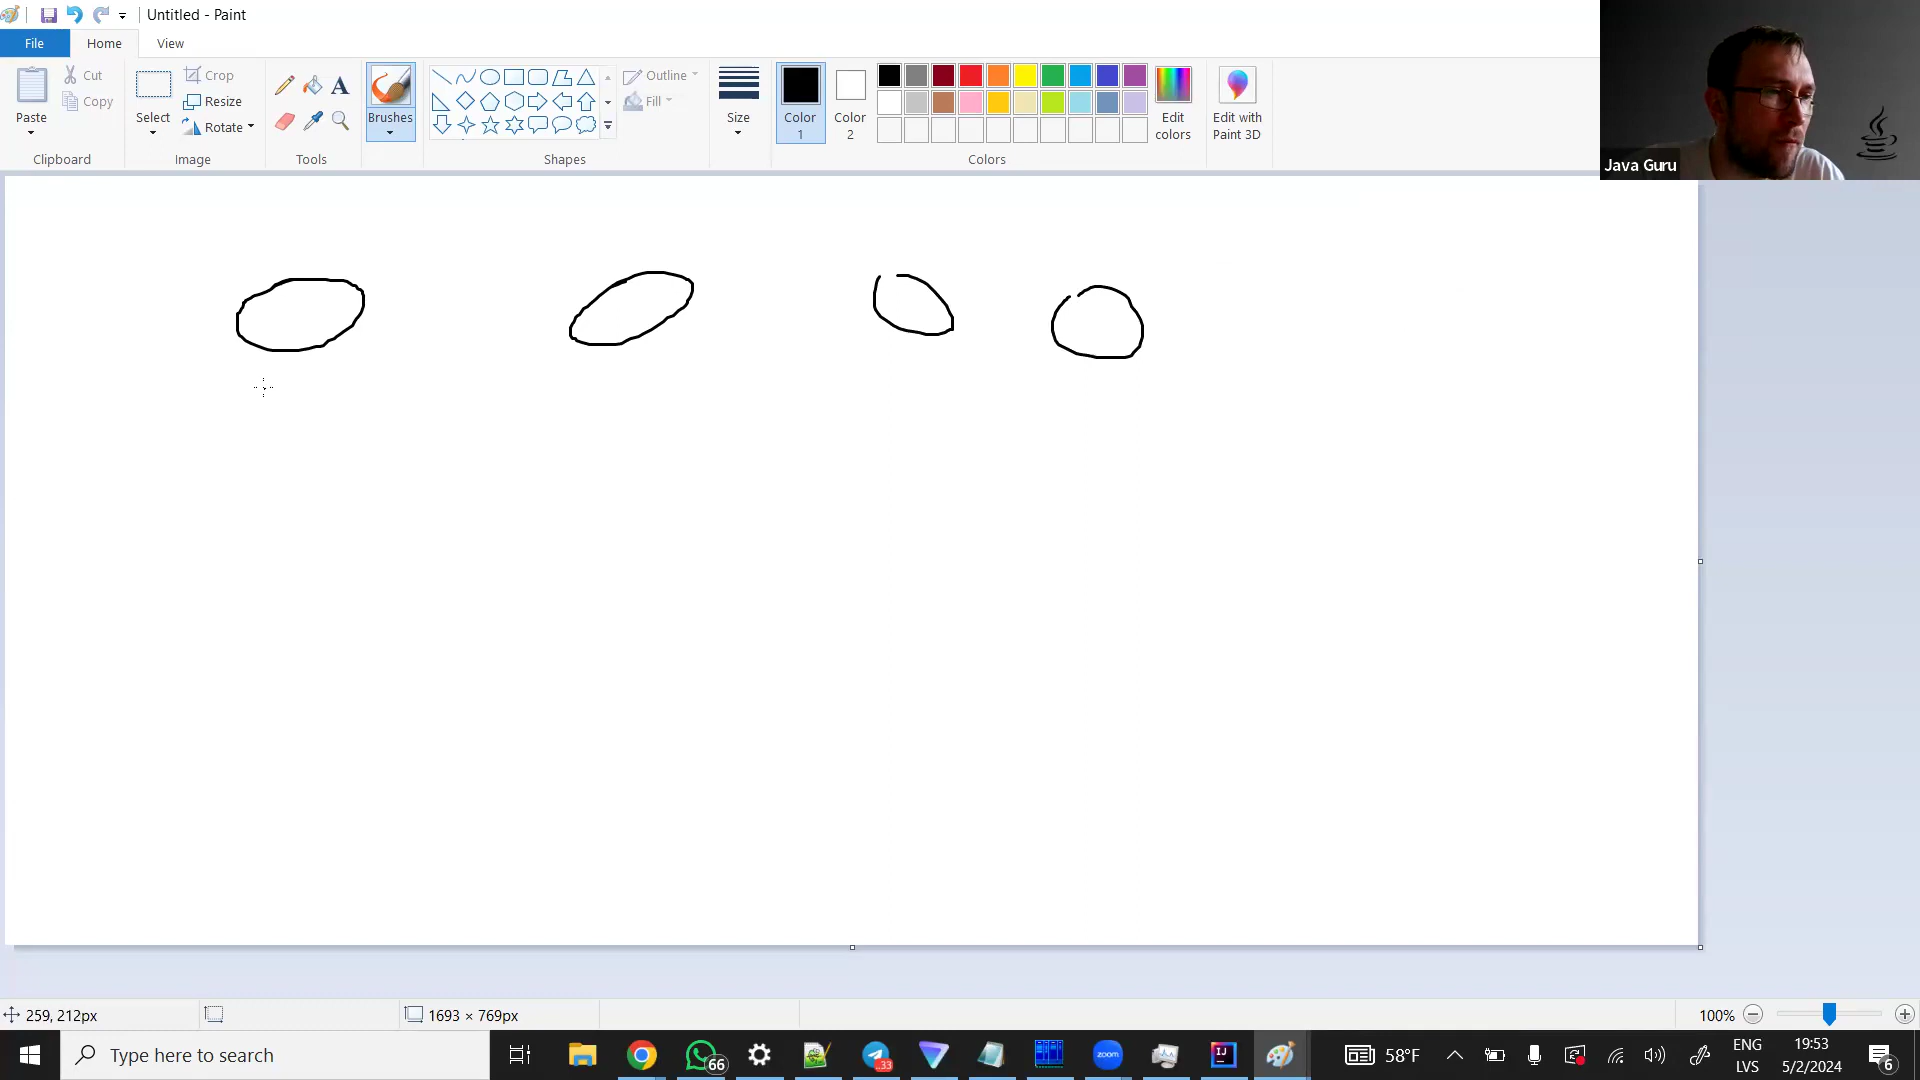 Untitled - Paint
File
Home
View
Paste
Cut
Copy
Clipboard
Select
Crop
Resize
Rotate
Image
A
Tools
Brushes
Outline
Fill
Shapes
Size
Color 1
Color 2
Colors
Edit colors
Edit with Paint 3D
Java Guru
259, 212px
1693 × 769px
100%
Type here to search
66
.33
zoom
IJ
58°F
ENG
LVS
19:53
5/2/2024
6